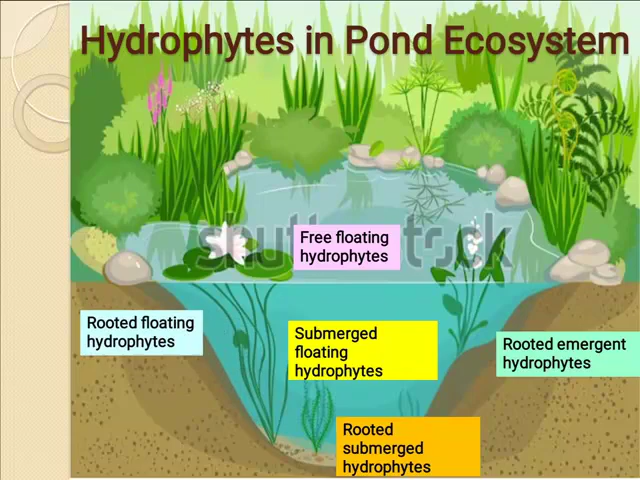 Hydrophytes in Pond Ecosystem
Free floating
hydrophytes
Rooted floating
hydrophytes
Submerged
floating
hydrophytes
Rooted emergent
hydrophytes
Rooted
submerged
hydrophytes